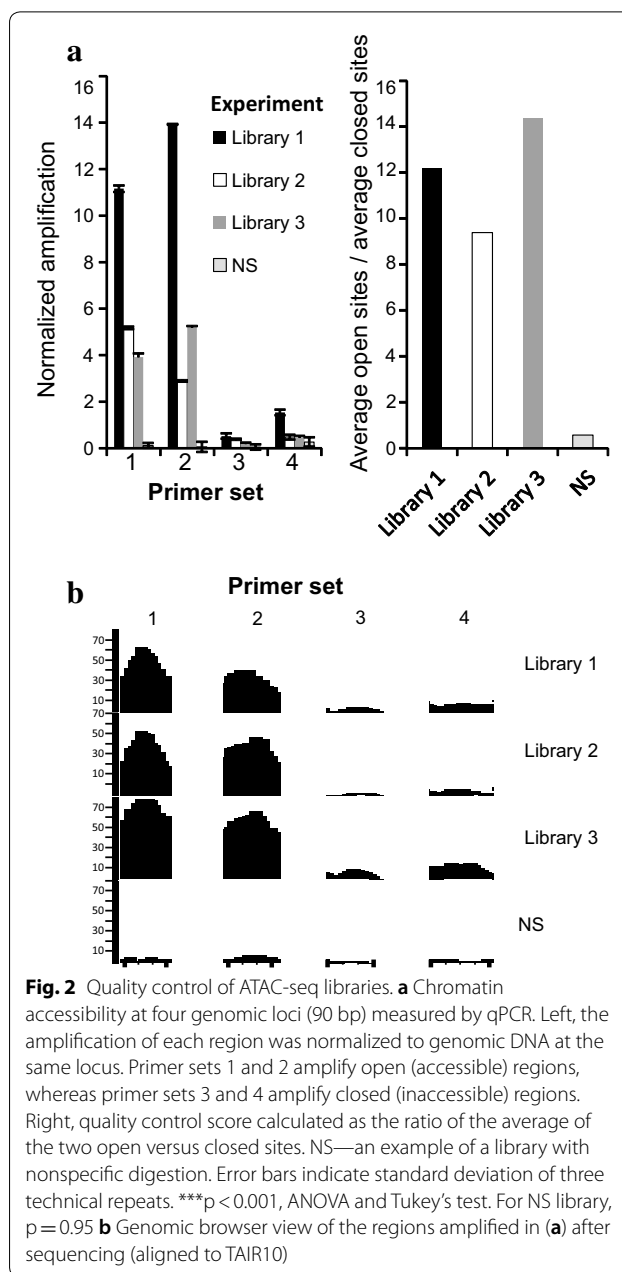 a
16
14
12
10
8
6
4
2
0
Normalized amplification
Experiment
Library 1
Library 2
Library 3
NS
1 2 3 4
Primer set
16
14
12
10
8
6
4
2
0
Average open sites / average closed sites
Library 1
Library 2
Library 3
NS
b
Primer set
1 2 3 4
70
50
30
10
Library 1
70
50
30
10
Library 2
70
50
30
10
Library 3
70
50
30
10
NS
Fig. 2 Quality control of ATAC-seq libraries. a Chromatin
accessibility at four genomic loci (90 bp) measured by qPCR. Left, the
amplification of each region was normalized to genomic DNA at the
same locus. Primer sets 1 and 2 amplify open (accessible) regions,
whereas primer sets 3 and 4 amplify closed (inaccessible) regions.
Right, quality control score calculated as the ratio of the average of
the two open versus closed sites. NS—an example of a library with
nonspecific digestion. Error bars indicate standard deviation of three
technical repeats. ***p < 0.001, ANOVA and Tukey's test. For NS library,
p = 0.95 b Genomic browser view of the regions amplified in (a) after
sequencing (aligned to TAIR10)